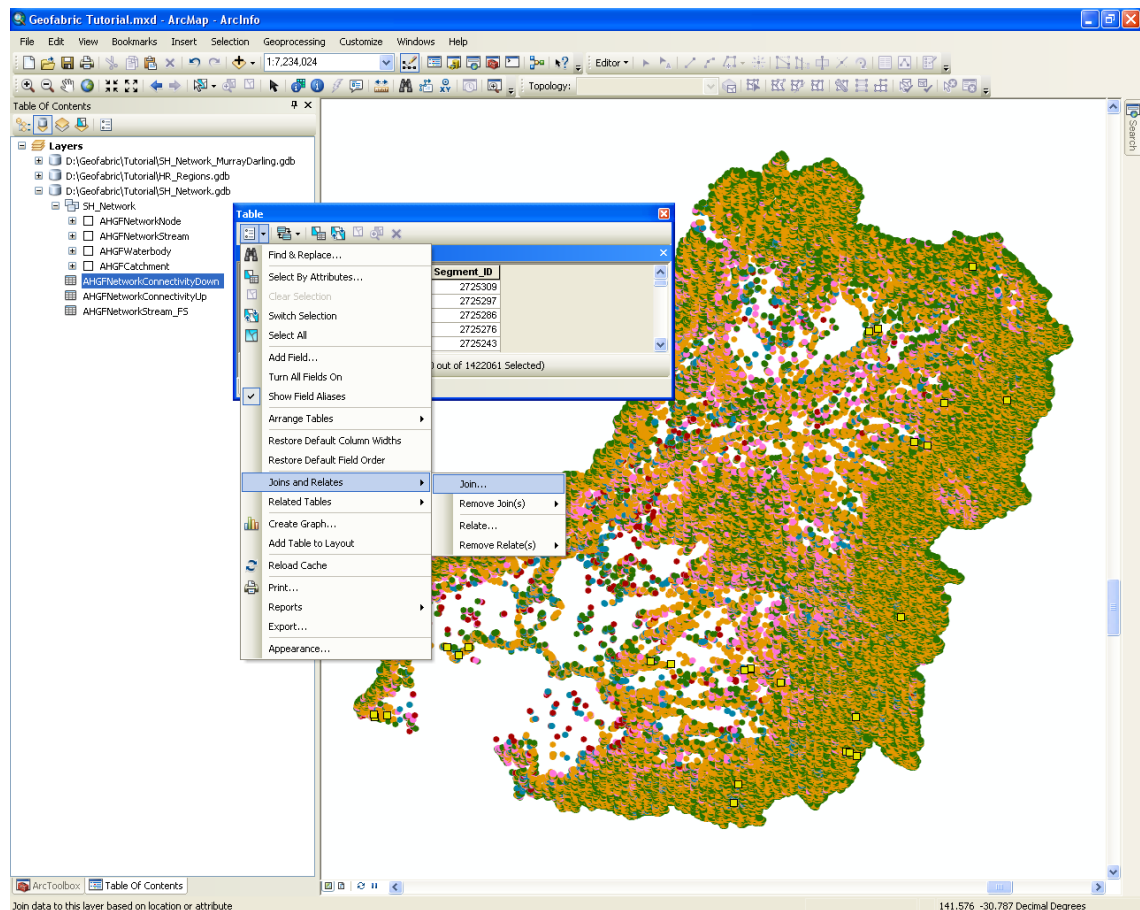 Geofabric Tutorial.mxd - ArcMap - ArcInfo
File Edit View Bookmarks Insert Selection Geoprocessing Customize Windows Help
1:7,234,024
Editor
Topology:
Table Of Contents
Search
Layers
D:\Geofabric\Tutorial\SH_Network_MurrayDarling.gdb
D:\Geofabric\Tutorial\HR_Regions.gdb
D:\Geofabric\Tutorial\SH_Network.gdb
SH_Network
AHGFNetworkNode
AHGFNetworkStream
AHGFWaterbody
AHGFCatchment
AHGFNetworkConnectivityDown
AHGFNetworkConnectivityUp
AHGFNetworkStream_FS
Table
Segment_ID
2725309
2725297
2725286
2725276
2725243
out of 1422061 Selected)
Find & Replace...
Select By Attributes...
Clear Selection
Switch Selection
Select All
Add Field...
Turn All Fields On
Show Field Aliases
Arrange Tables
Restore Default Column Widths
Restore Default Field Order
Joins and Relates
Related Tables
Create Graph...
Add Table to Layout
Reload Cache
Print...
Reports
Export...
Appearance...
Join...
Remove Join(s)
Relate...
Remove Relate(s)
ArcToolbox Table Of Contents
Join data to this layer based on location or attribute
141.576 -30.787 Decimal Degrees